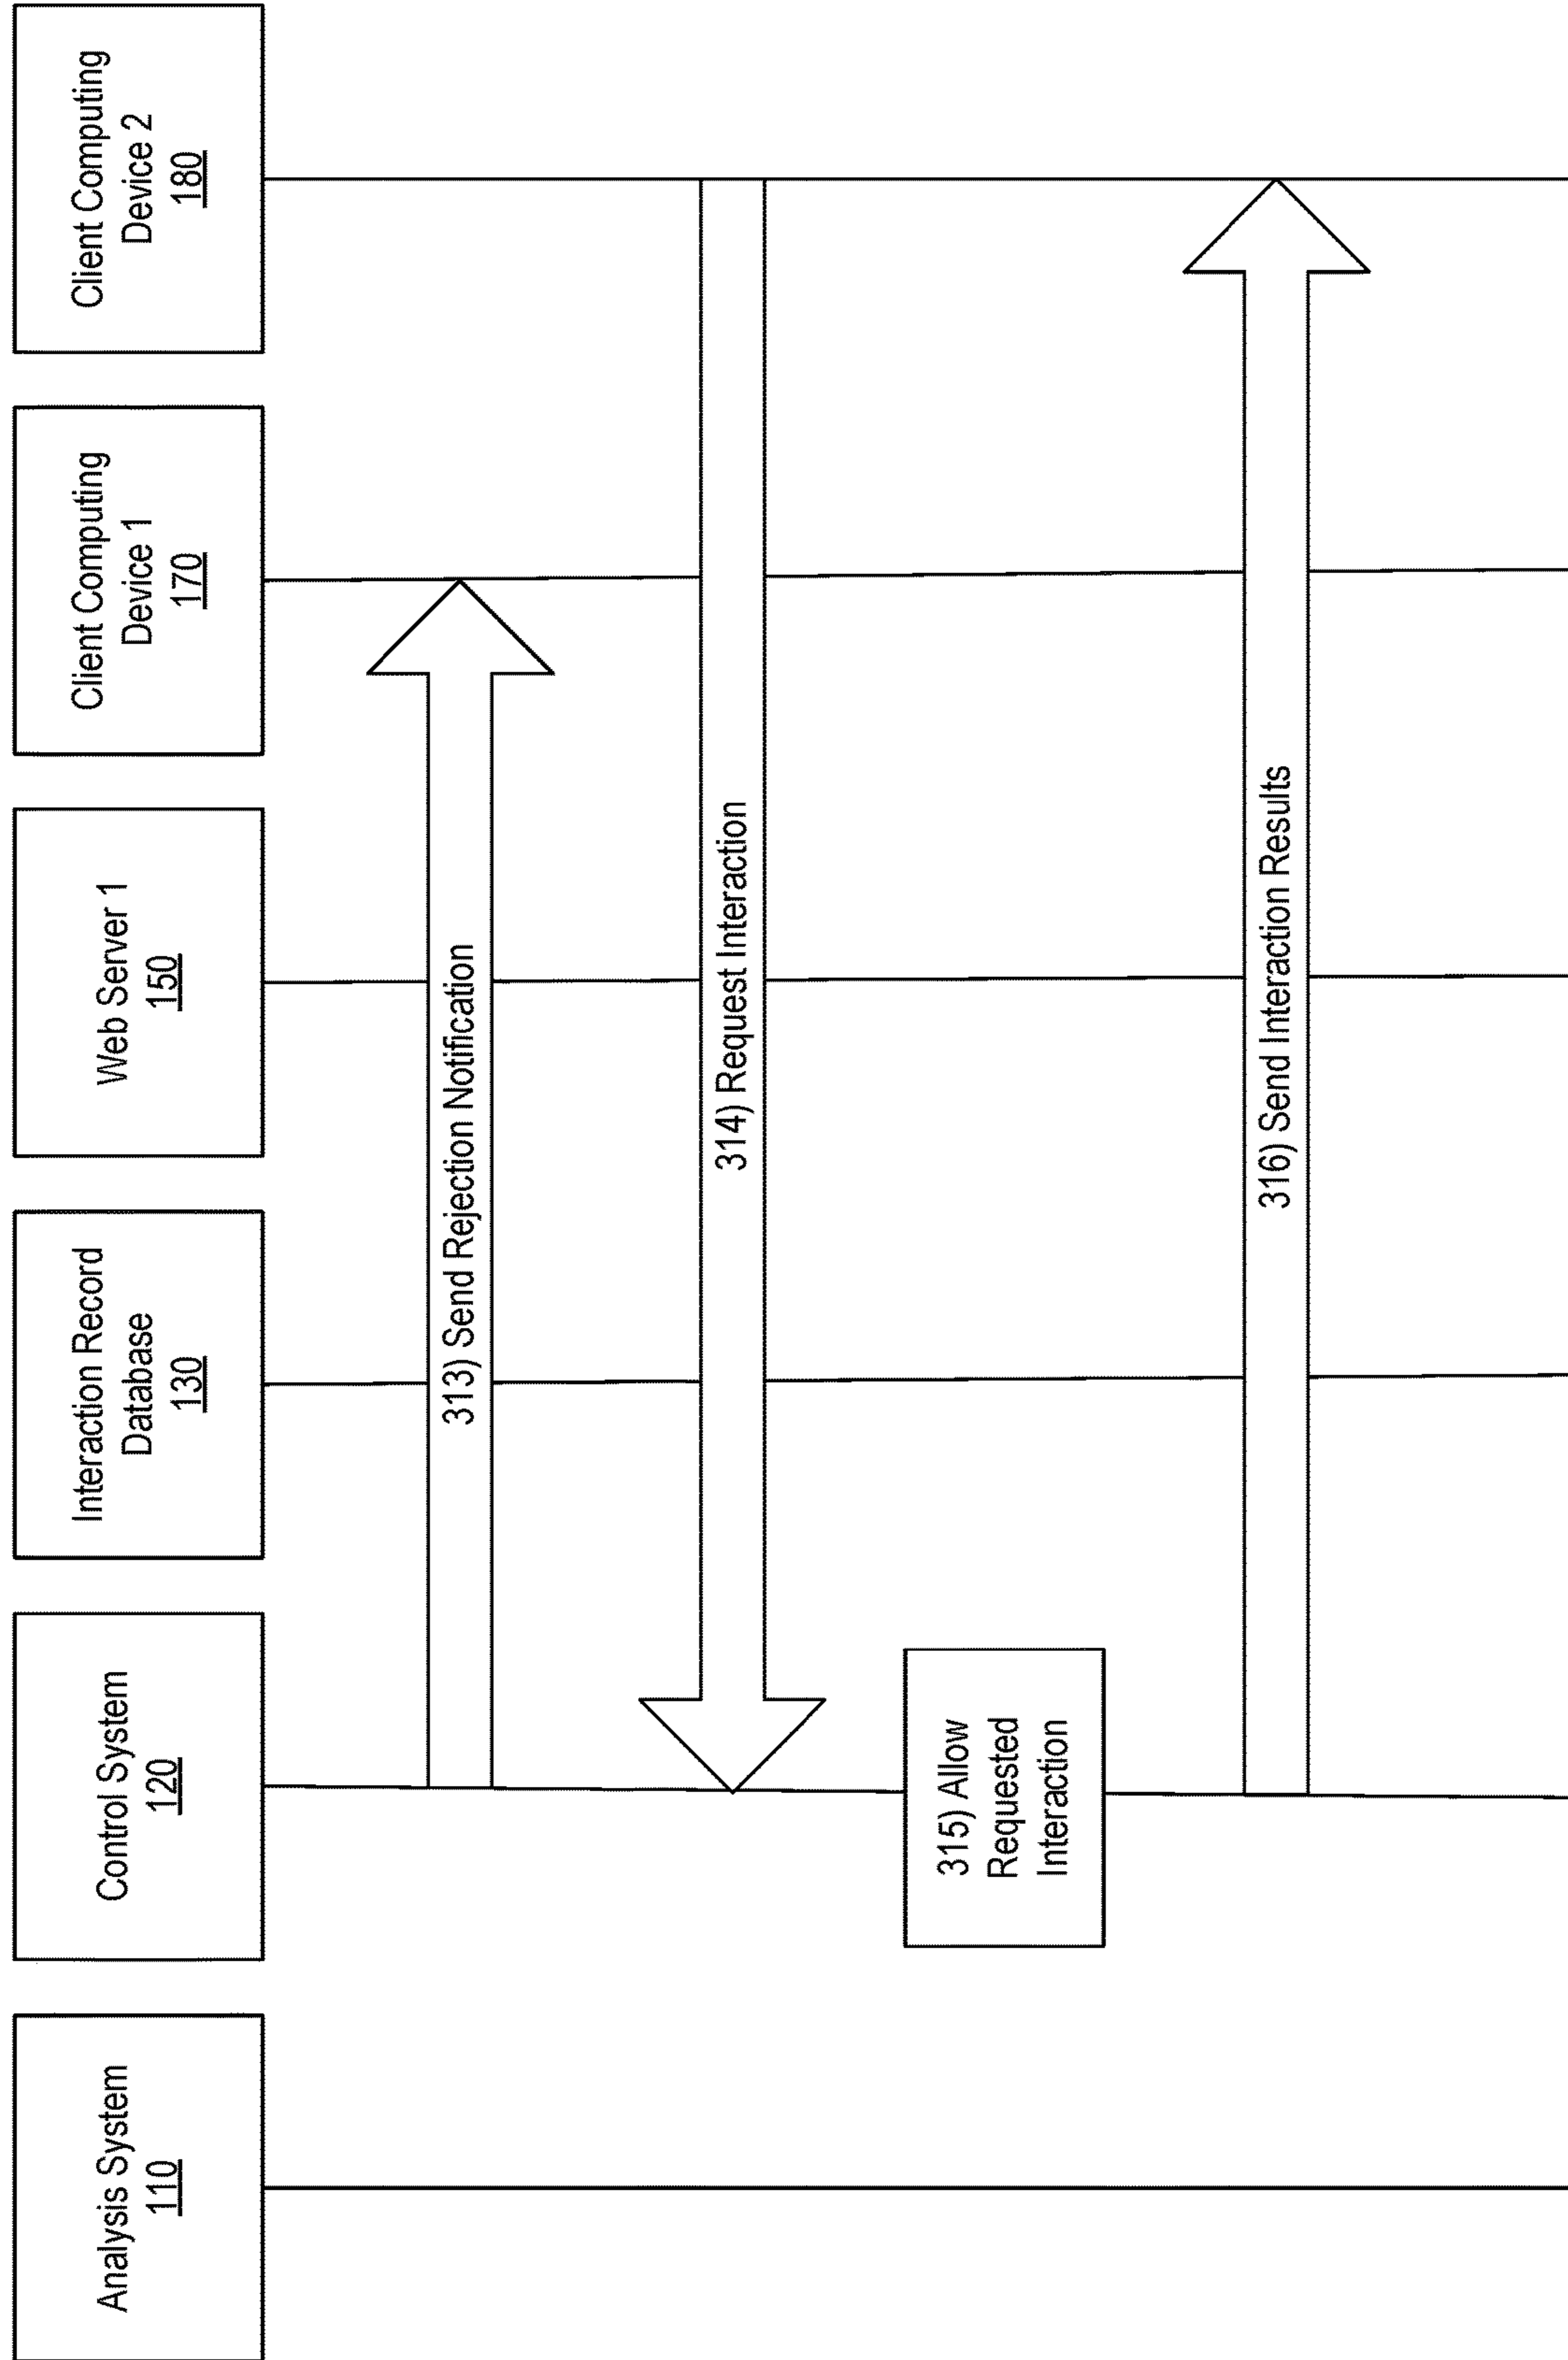 Analysis System
110
Control System
120
Interaction Record
Database
130
Web Server 1
150
Client Computing
Device 1
170
Client Computing
Device 2
180
313) Send Rejection Notification
314) Request Interaction
315) Allow
Requested
Interaction
316) Send Interaction Results